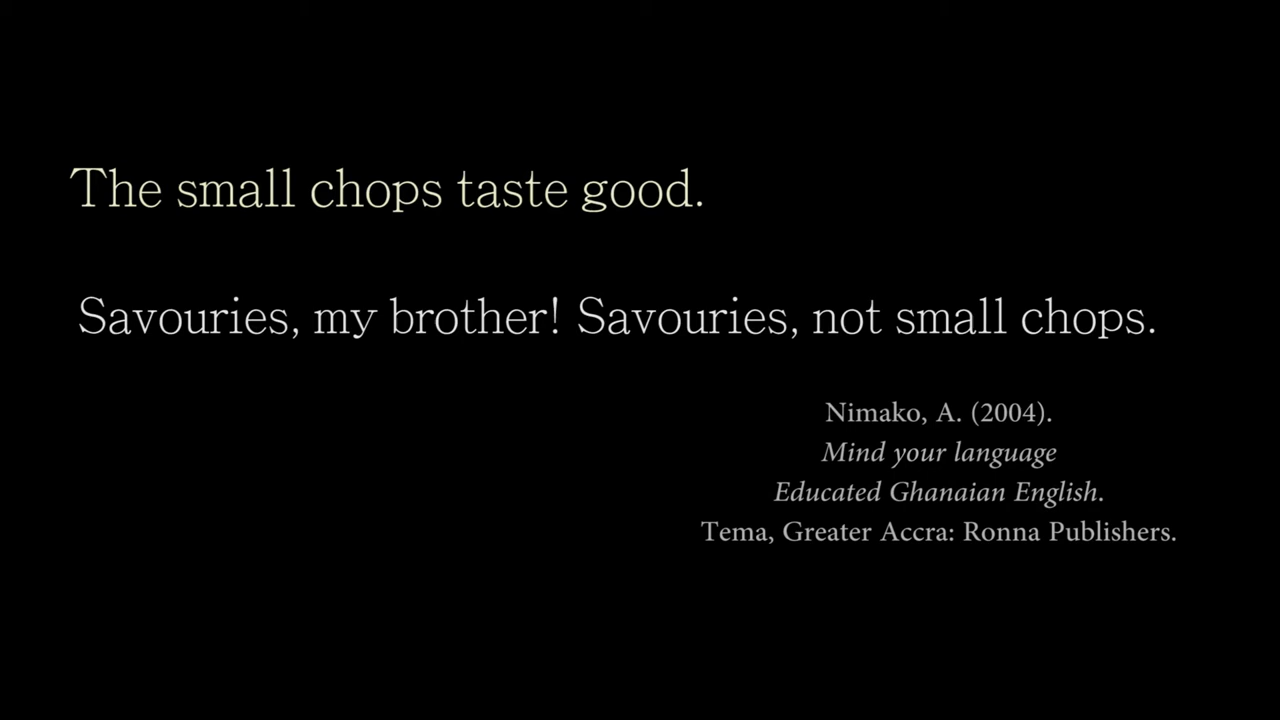 The small chops taste good.
Savouries, my brother! Savouries, not small chops.
Nimako, A. (2004).
Mind your language
Educated Ghanaian English.
Tema, Greater Accra: Ronna Publishers.